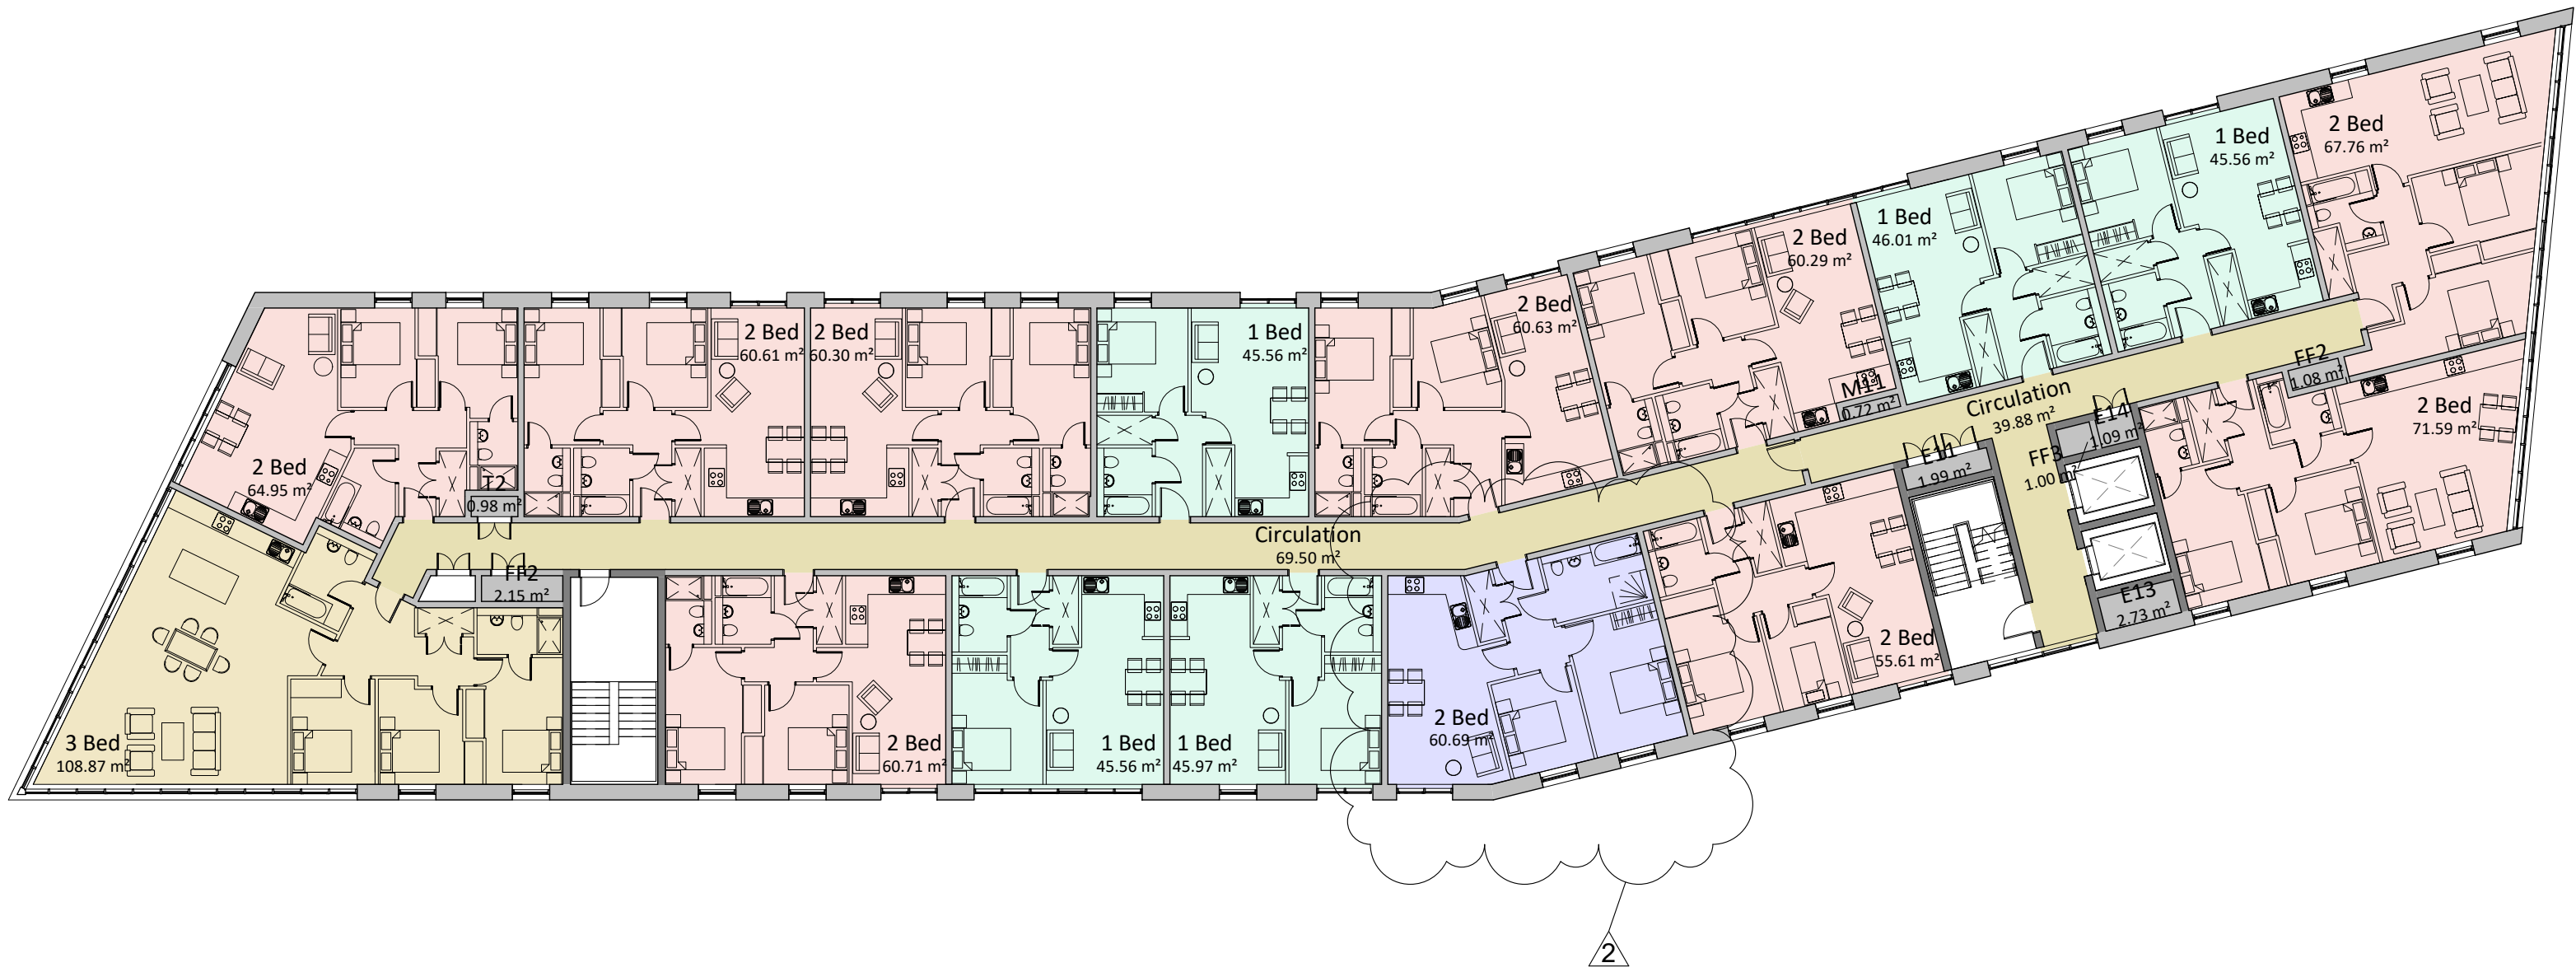 2 Bed
67.76 m²
1 Bed
45.56 m²
1 Bed
46.01 m²
2 Bed
60.29 m²
2 Bed
60.63 m²
1 Bed
45.56 m²
2 Bed
60.30 m²
2 Bed
60.61 m²
2 Bed
64.95 m²
T2
0.98 m²
M11
0.72 m²
Circulation
39.88 m²
FF2
1.08 m²
E14
1.09 m²
2 Bed
71.59 m²
E11
1.99 m²
FF3
1.00 m²
Circulation
69.50 m²
FF2
2.15 m²
E13
2.73 m²
3 Bed
108.87 m²
2 Bed
60.71 m²
1 Bed
45.56 m²
1 Bed
45.97 m²
2 Bed
60.69 m²
2 Bed
55.61 m²
2